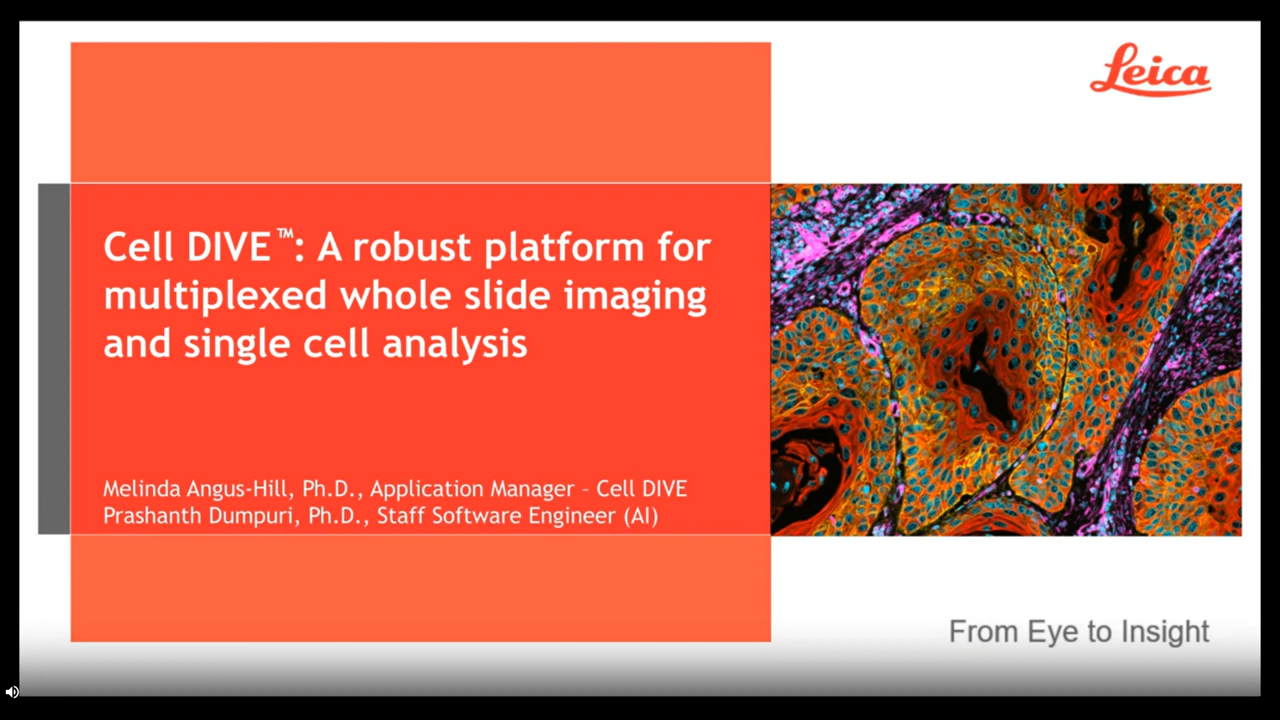 Leica
Cell DIVE™: A robust platform for
multiplexed whole slide imaging
and single cell analysis
Melinda Angus-Hill, Ph.D., Application Manager – Cell DIVE
Prashanth Dumpuri, Ph.D., Staff Software Engineer (AI)
From Eye to Insight